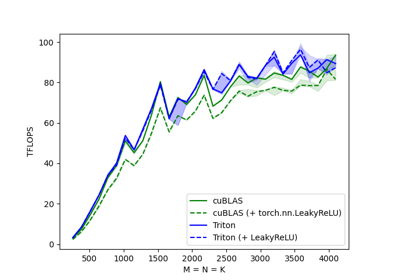 100
80
60
40
20
0
TFLOPS
500 1000 1500 2000 2500 3000 3500 4000
M = N = K
cuBLAS
cuBLAS (+ torch.nn.LeakyReLU)
Triton
Triton (+ LeakyReLU)